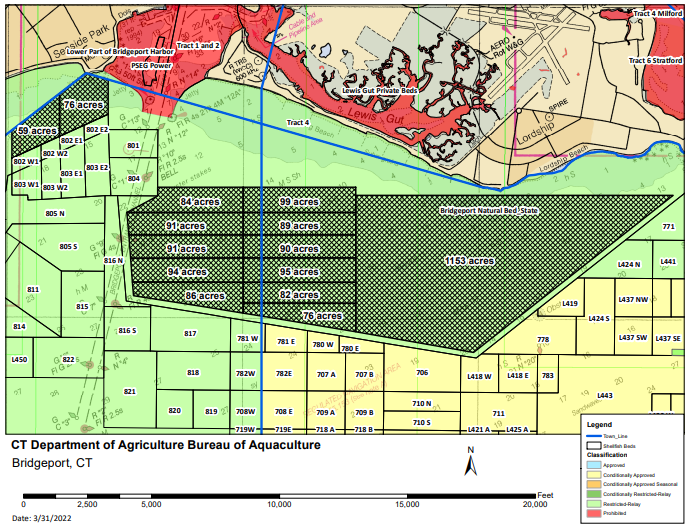 Tract 4 Milford
Seaside Park
Tract 1 and 2
Lower Part of Bridgeport Harbor
PSEG Power
Tract 6 Stratford
Cable and
Pipeline Area
AERO
Rot W&G
Lewis Gut Private Beds
Lewis Gut
SPIRE
Lordship
Lordship Beach
Tract 4
76 acres
59 acres
802 E2
802 E1
802 W2
802 W1
801
803 E2
803 E1
803 W1
803 W2
804
84 acres
99 acres
Bridgeport Natural Bed_State
805 N
91 acres
89 acres
771
805 S
91 acres
90 acres
816 N
1153 acres
94 acres
95 acres
L424 N
L441
811
86 acres
82 acres
815
L419
L437 NW
76 acres
L424 S
814
816 S
817
781 W
781 E
780 W
780 E
778
L437 SW
L437 SE
L450
822
818
782W
782E
707 A
707 B
706
L418 W
L418 E
783
821
L443
820
819
708W
708 E
709 A
709 B
710 N
710 S
711
719W
719E
718 A
718 B
L421 A
L425 A
CT Department of Agriculture Bureau of Aquaculture
Bridgeport, CT
N
Feet
0
2,500
5,000
10,000
15,000
20,000
Date: 3/31/2022
Legend
Town_Line
Shellfish Beds
Classification
Approved
Conditionally Approved
Conditionally Approved Seasonal
Conditionally Restricted-Relay
Restricted-Relay
Prohibited